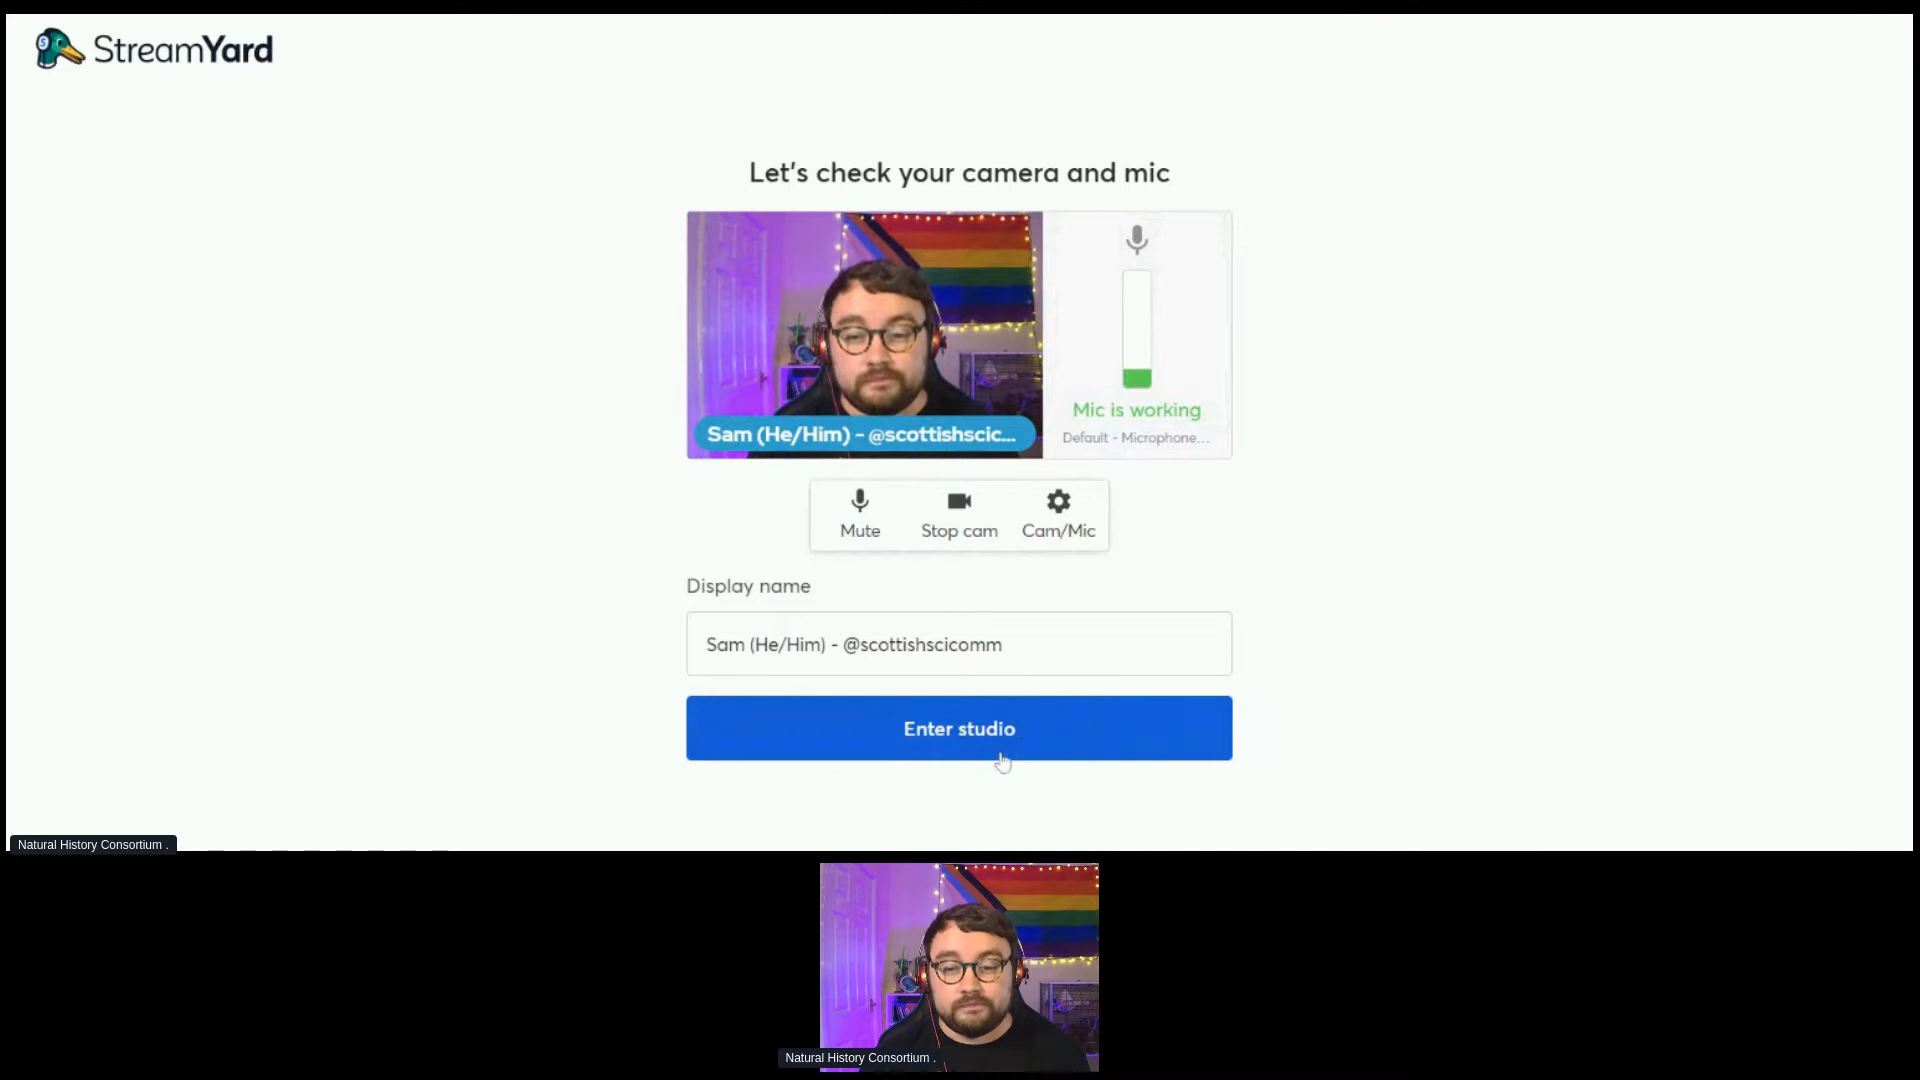 StreamYard
Let's check your camera and mic
Sam (He/Him) - @scottishscic...
Mic is working
Default - Microphone...
Mute
Stop cam
Cam/Mic
Display name
Sam (He/Him) - @scottishscicomm
Enter studio
Natural History Consortium .
Natural History Consortium .